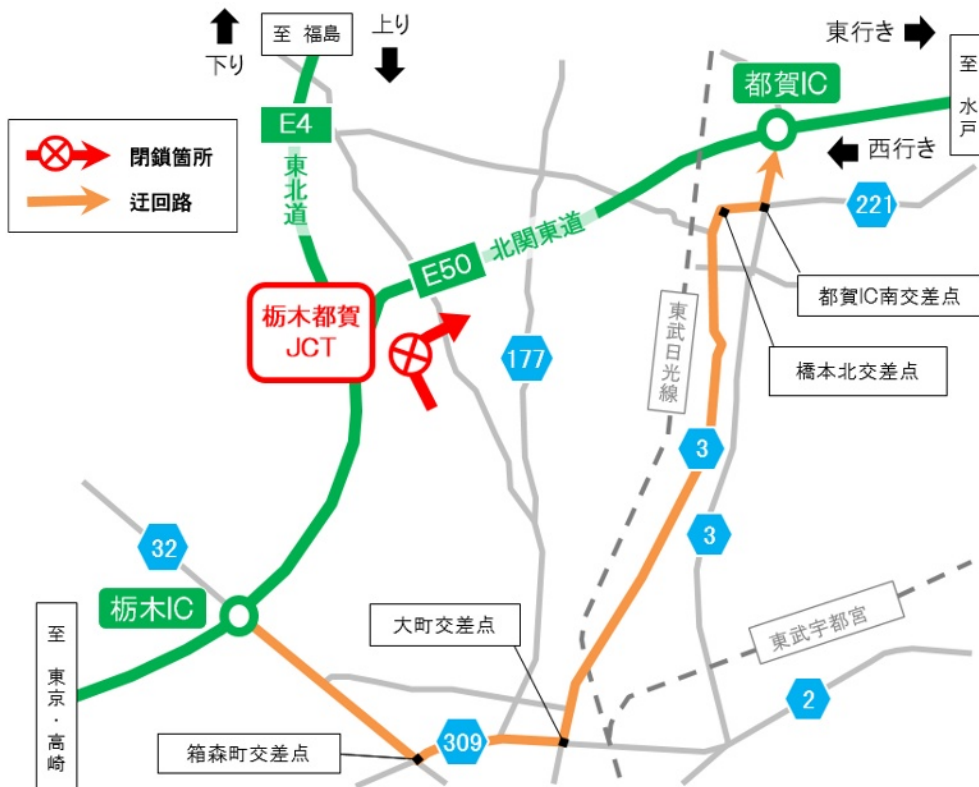 下り
至 福島
上り
東行き
至 水戸
都賀IC
西行き
閉鎖箇所
迂回路
E4
東北道
E50
北関東道
221
都賀IC南交差点
橋本北交差点
栃木都賀
JCT
177
東武日光線
3
3
32
栃木IC
大町交差点
東武宇都宮
2
至 東京・高崎
309
箱森町交差点